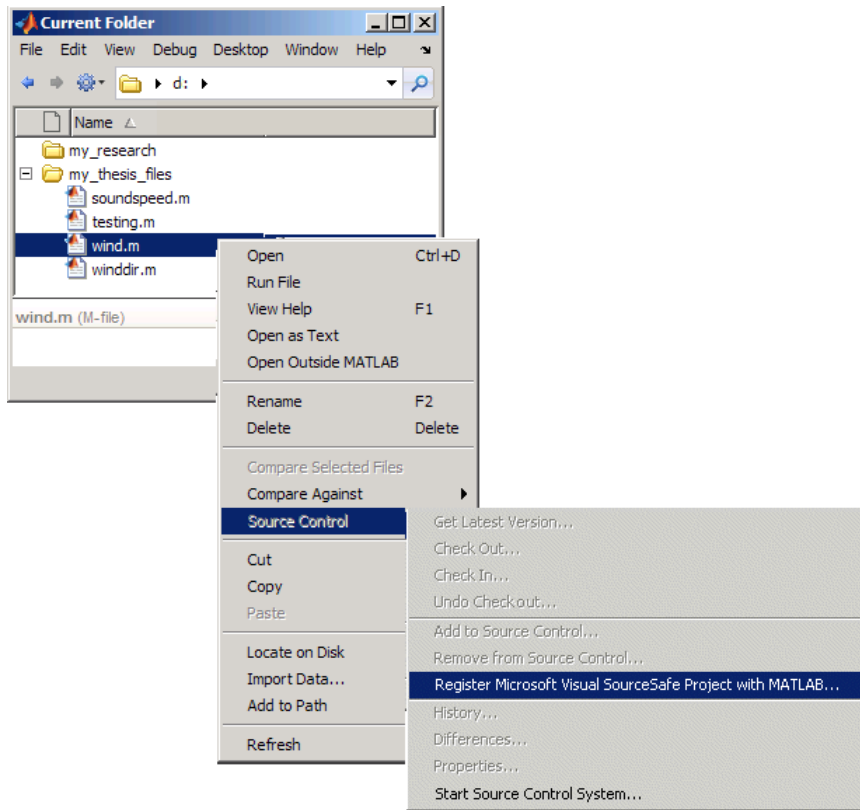 Current Folder
File Edit View Debug Desktop Window Help
d:
Name
my_research
my_thesis_files
soundspeed.m
testing.m
wind.m
winddir.m
wind.m (M-file)
Open Ctrl+D
Run File
View Help F1
Open as Text
Open Outside MATLAB
Rename F2
Delete Delete
Compare Selected Files
Compare Against
Source Control
Cut
Copy
Paste
Locate on Disk
Import Data...
Add to Path
Refresh
Get Latest Version...
Check Out...
Check In...
Undo Checkout...
Add to Source Control...
Remove from Source Control...
Register Microsoft Visual SourceSafe Project with MATLAB...
History...
Differences...
Properties...
Start Source Control System...